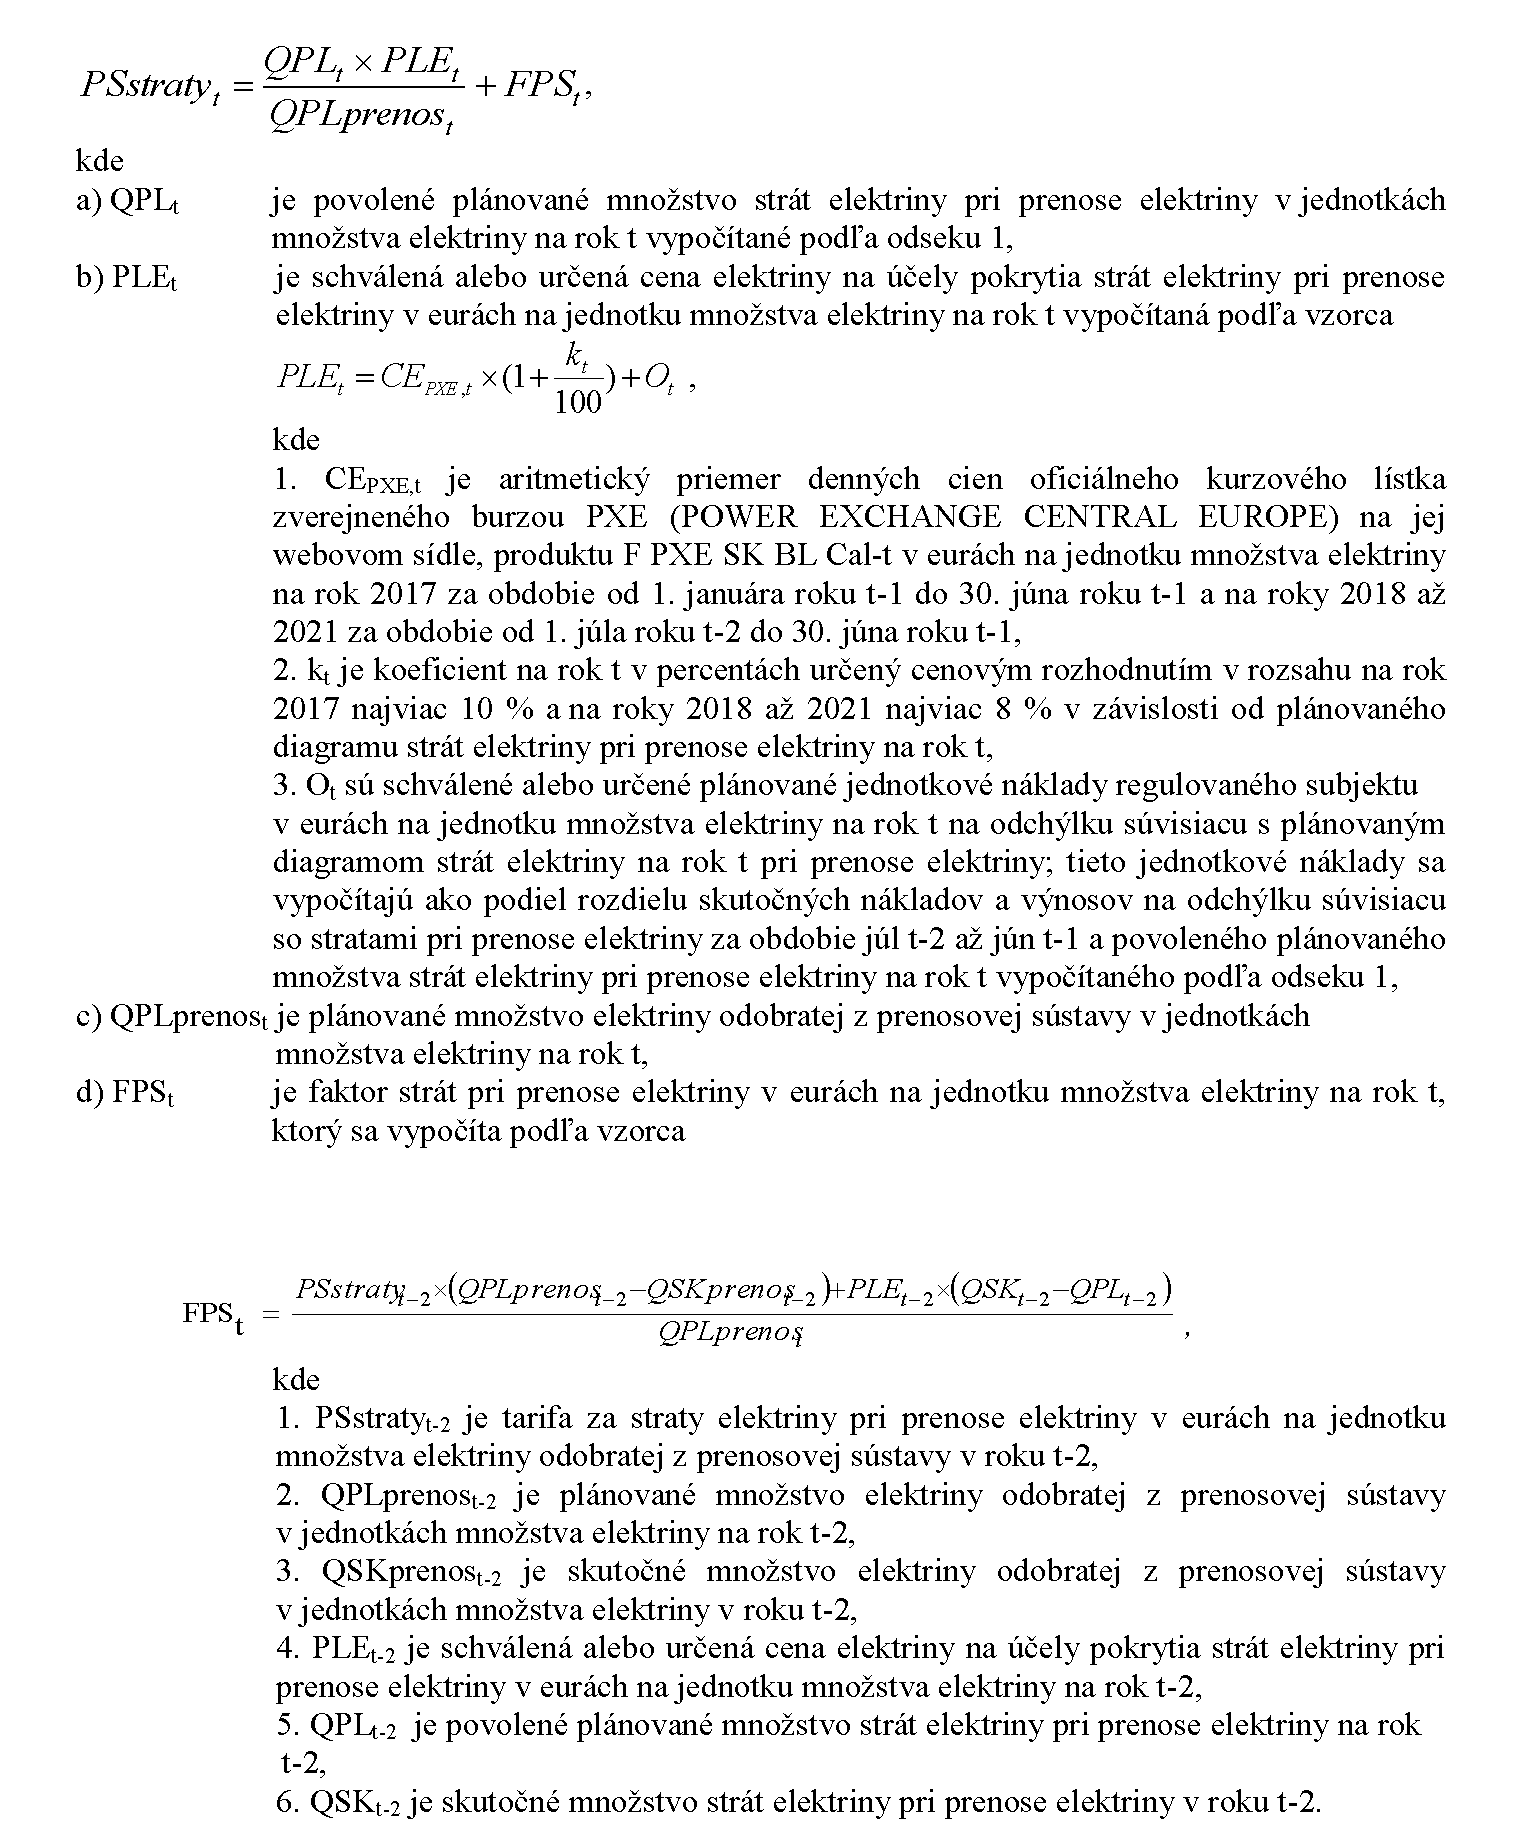 PSstraty_t = \frac{QPL_t × PLE_t}{QPLprenos_t} + FPS_t,
kde
a) QPL_t je povolené plánované množstvo strát elektriny pri prenose elektriny v jednotkách
množstva elektriny na rok t vypočítané podľa odseku 1,
b) PLE_t je schválená alebo určená cena elektriny na účely pokrytia strát elektriny pri prenose
elektriny v eurách na jednotku množstva elektriny na rok t vypočítaná podľa vzorca
PLE_t = CE_{PXE,t} × (1 + \frac{k_t}{100}) + O_t ,
kde
1. CE_{PXE,t} je aritmetický priemer denných cien oficiálneho kurzového lístka
zverejneného burzou PXE (POWER EXCHANGE CENTRAL EUROPE) na jej
webovom sídle, produktu F PXE SK BL Cal-t v eurách na jednotku množstva elektriny
na rok 2017 za obdobie od 1. januára roku t-1 do 30. júna roku t-1 a na roky 2018 až
2021 za obdobie od 1. júla roku t-2 do 30. júna roku t-1,
2. k_t je koeficient na rok t v percentách určený cenovým rozhodnutím v rozsahu na rok
2017 najviac 10 % a na roky 2018 až 2021 najviac 8 % v závislosti od plánovaného
diagramu strát elektriny pri prenose elektriny na rok t,
3. O_t sú schválené alebo určené plánované jednotkové náklady regulovaného subjektu
v eurách na jednotku množstva elektriny na rok t na odchýlku súvisiacu s plánovaným
diagramom strát elektriny na rok t pri prenose elektriny; tieto jednotkové náklady sa
vypočítajú ako podiel rozdielu skutočných nákladov a výnosov na odchýlku súvisiacu
so stratami pri prenose elektriny za obdobie júl t-2 až jún t-1 a povoleného plánovaného
množstva strát elektriny pri prenose elektriny na rok t vypočítaného podľa odseku 1,
c) QPLprenos_t je plánované množstvo elektriny odobratej z prenosovej sústavy v jednotkách
množstva elektriny na rok t,
d) FPS_t je faktor strát pri prenose elektriny v eurách na jednotku množstva elektriny na rok t,
ktorý sa vypočíta podľa vzorca
FPS_t = \frac{PSstraty_{t-2}×(QPLprenos_{t-2}−QSKprenos_{t-2})+PLE_{t-2}×(QSK_{t-2}−QPL_{t-2})}{QPLprenos_t} ,
kde
1. PSstraty_{t-2} je tarifa za straty elektriny pri prenose elektriny v eurách na jednotku
množstva elektriny odobratej z prenosovej sústavy v roku t-2,
2. QPLprenos_{t-2} je plánované množstvo elektriny odobratej z prenosovej sústavy
v jednotkách množstva elektriny na rok t-2,
3. QSKprenos_{t-2} je skutočné množstvo elektriny odobratej z prenosovej sústavy
v jednotkách množstva elektriny v roku t-2,
4. PLE_{t-2} je schválená alebo určená cena elektriny na účely pokrytia strát elektriny pri
prenose elektriny v eurách na jednotku množstva elektriny na rok t-2,
5. QPL_{t-2} je povolené plánované množstvo strát elektriny pri prenose elektriny na rok
t-2,
6. QSK_{t-2} je skutočné množstvo strát elektriny pri prenose elektriny v roku t-2.